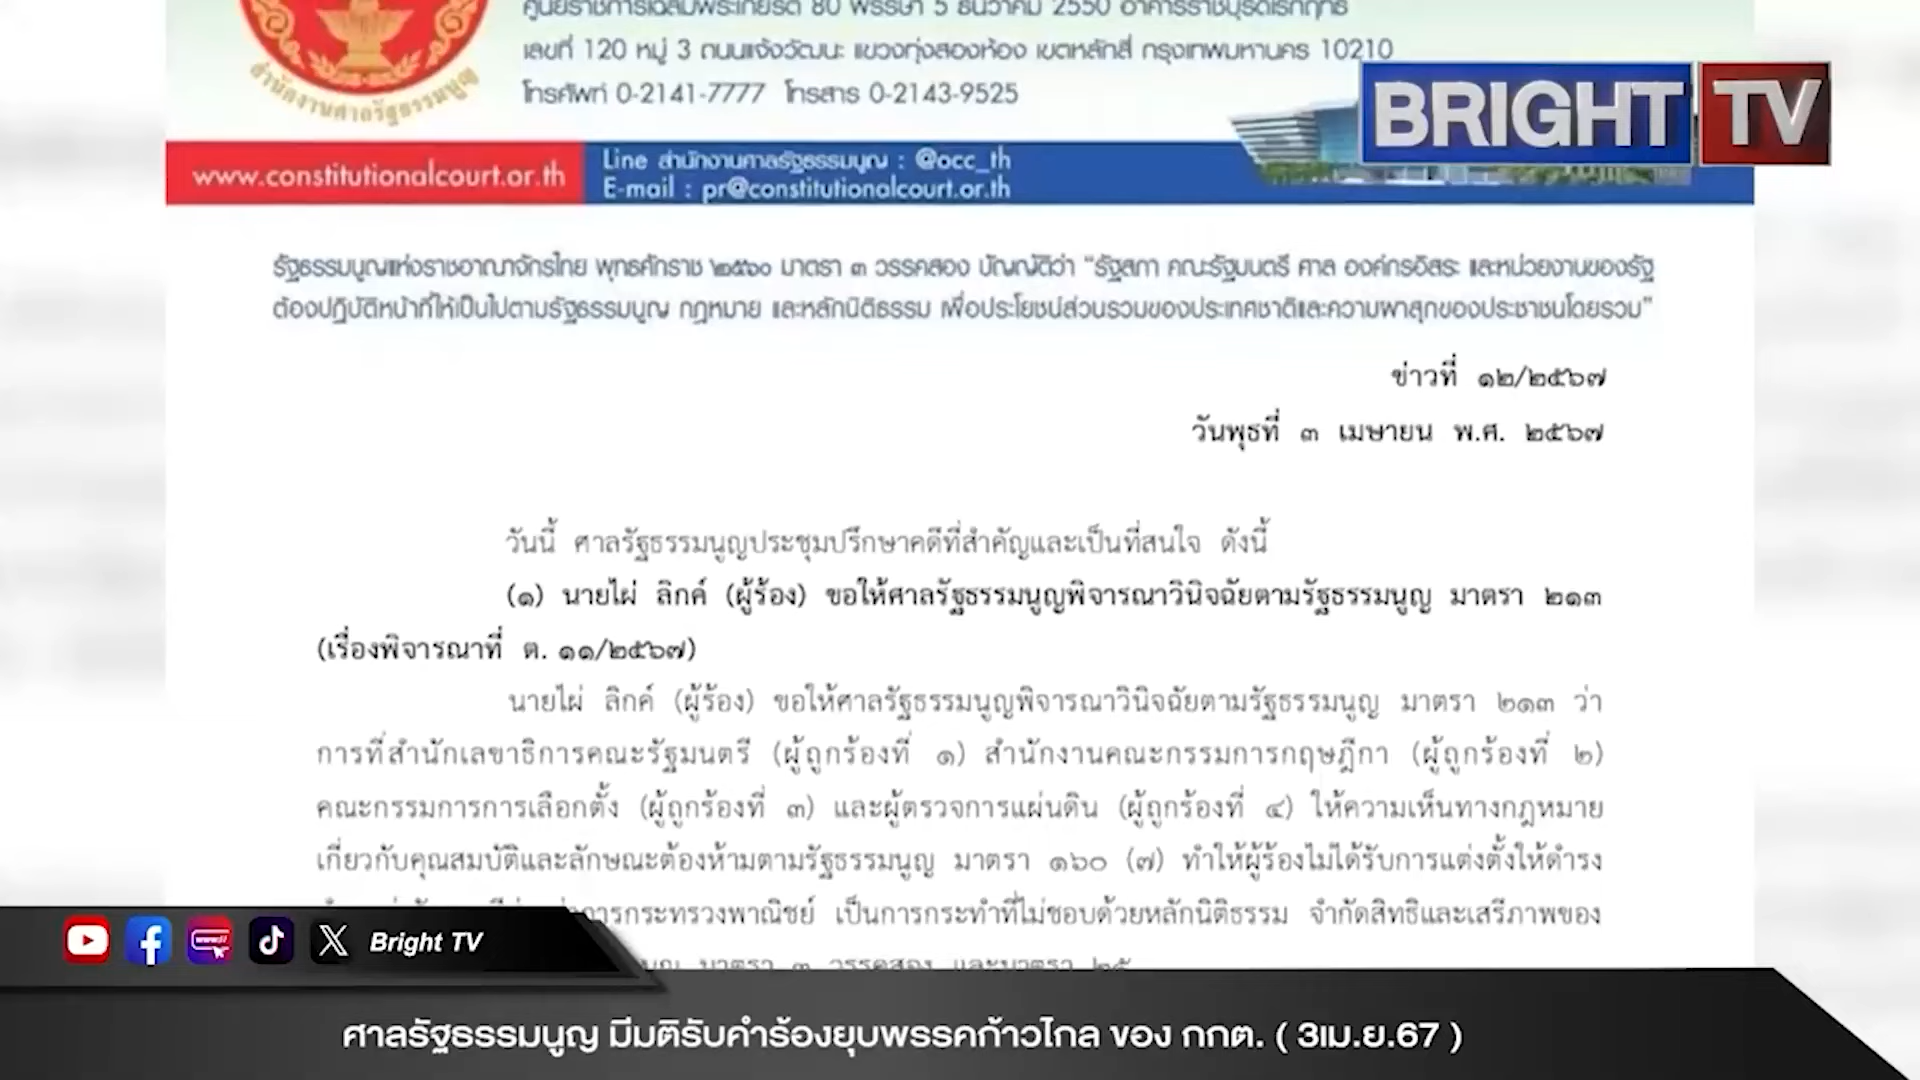 ศูนย์ราชการเฉลิมพระเกียรติ 80 พรรษา 5 ธันวาคม 2550 อาคารราชบุรีดิเรกฤทธิ์
เลขที่ 120 หมู่ 3 ถนนแจ้งวัฒนะ แขวงทุ่งสองห้อง เขตหลักสี่ กรุงเทพมหานคร 10210
โทรศัพท์ 0-2141-7777 โทรสาร 0-2143-9525
สำนักงานศาลรัฐธรรมนูญ
BRIGHT TV
www.constitutionalcourt.or.th
Line สำนักงานศาลรัฐธรรมนูญ : @occ_th
E-mail : pr@constitutionalcourt.or.th
รัฐธรรมนูญแห่งราชอาณาจักรไทย พุทธศักราช ๒๕๖๐ มาตรา ๓ วรรคสอง บัญญัติว่า “รัฐสภา คณะรัฐมนตรี ศาล องค์กรอิสระ และหน่วยงานของรัฐ
ต้องปฏิบัติหน้าที่ให้เป็นไปตามรัฐธรรมนูญ กฎหมาย และหลักนิติธรรม เพื่อประโยชน์ส่วนรวมของประเทศชาติและความผาสุกของประชาชนโดยรวม”
ข่าวที่ ๑๒/๒๕๖๗
วันพุธที่ ๓ เมษายน พ.ศ. ๒๕๖๗
วันนี้ ศาลรัฐธรรมนูญประชุมปรึกษาคดีที่สำคัญและเป็นที่สนใจ ดังนี้
(๑) นายไผ่ ลิกค์ (ผู้ร้อง) ขอให้ศาลรัฐธรรมนูญพิจารณาวินิจฉัยตามรัฐธรรมนูญ มาตรา ๒๑๓
(เรื่องพิจารณาที่ ต. ๑๑/๒๕๖๗)
นายไผ่ ลิกค์ (ผู้ร้อง) ขอให้ศาลรัฐธรรมนูญพิจารณาวินิจฉัยตามรัฐธรรมนูญ มาตรา ๒๑๓ ว่า
การที่สำนักเลขาธิการคณะรัฐมนตรี (ผู้ถูกร้องที่ ๑) สำนักงานคณะกรรมการกฤษฎีกา (ผู้ถูกร้องที่ ๒)
คณะกรรมการการเลือกตั้ง (ผู้ถูกร้องที่ ๓) และผู้ตรวจการแผ่นดิน (ผู้ถูกร้องที่ ๔) ให้ความเห็นทางกฎหมาย
เกี่ยวกับคุณสมบัติและลักษณะต้องห้ามตามรัฐธรรมนูญ มาตรา ๑๖๐ (๗) ทำให้ผู้ร้องไม่ได้รับการแต่งตั้งให้ดำรง
การกระทรวงพาณิชย์ เป็นการกระทำที่ไม่ชอบด้วยหลักนิติธรรม จำกัดสิทธิและเสรีภาพของ
มาตรา ๓ วรรคสอง และมาตรา ๒๕
Bright TV
ศาลรัฐธรรมนูญ มีมติรับคำร้องยุบพรรคก้าวไกล ของ กกต. ( 3เม.ย.67 )